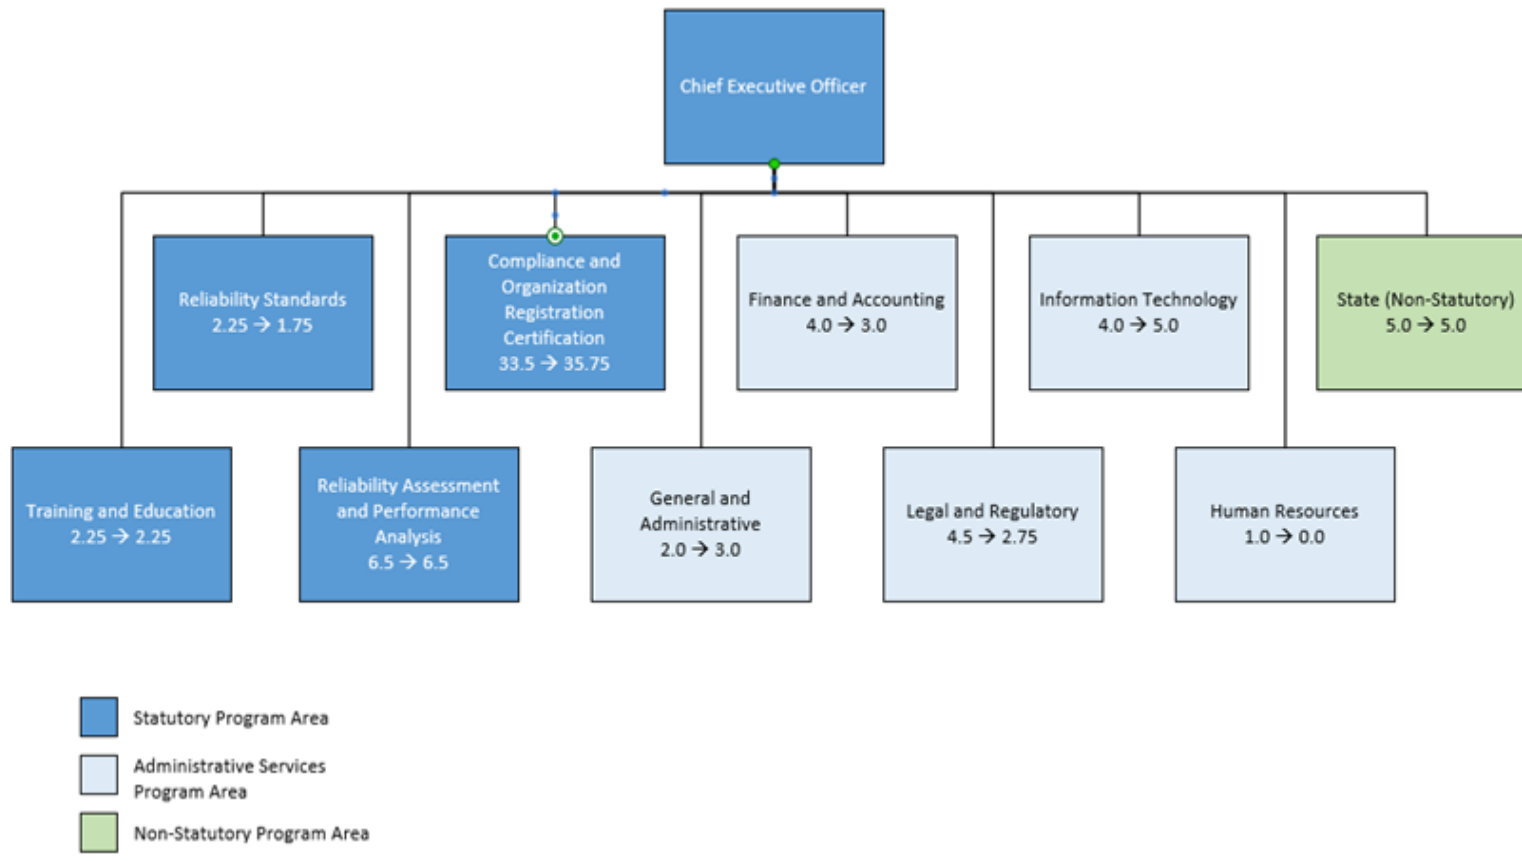 Chief Executive Officer
Reliability Standards
2.25 → 1.75
Compliance and
Organization
Registration
Certification
33.5 → 35.75
Finance and Accounting
4.0 → 3.0
Information Technology
4.0 → 5.0
State (Non-Statutory)
5.0 → 5.0
Training and Education
2.25 → 2.25
Reliability Assessment
and Performance
Analysis
6.5 → 6.5
General and
Administrative
2.0 → 3.0
Legal and Regulatory
4.5 → 2.75
Human Resources
1.0 → 0.0
Statutory Program Area
Administrative Services
Program Area
Non-Statutory Program Area